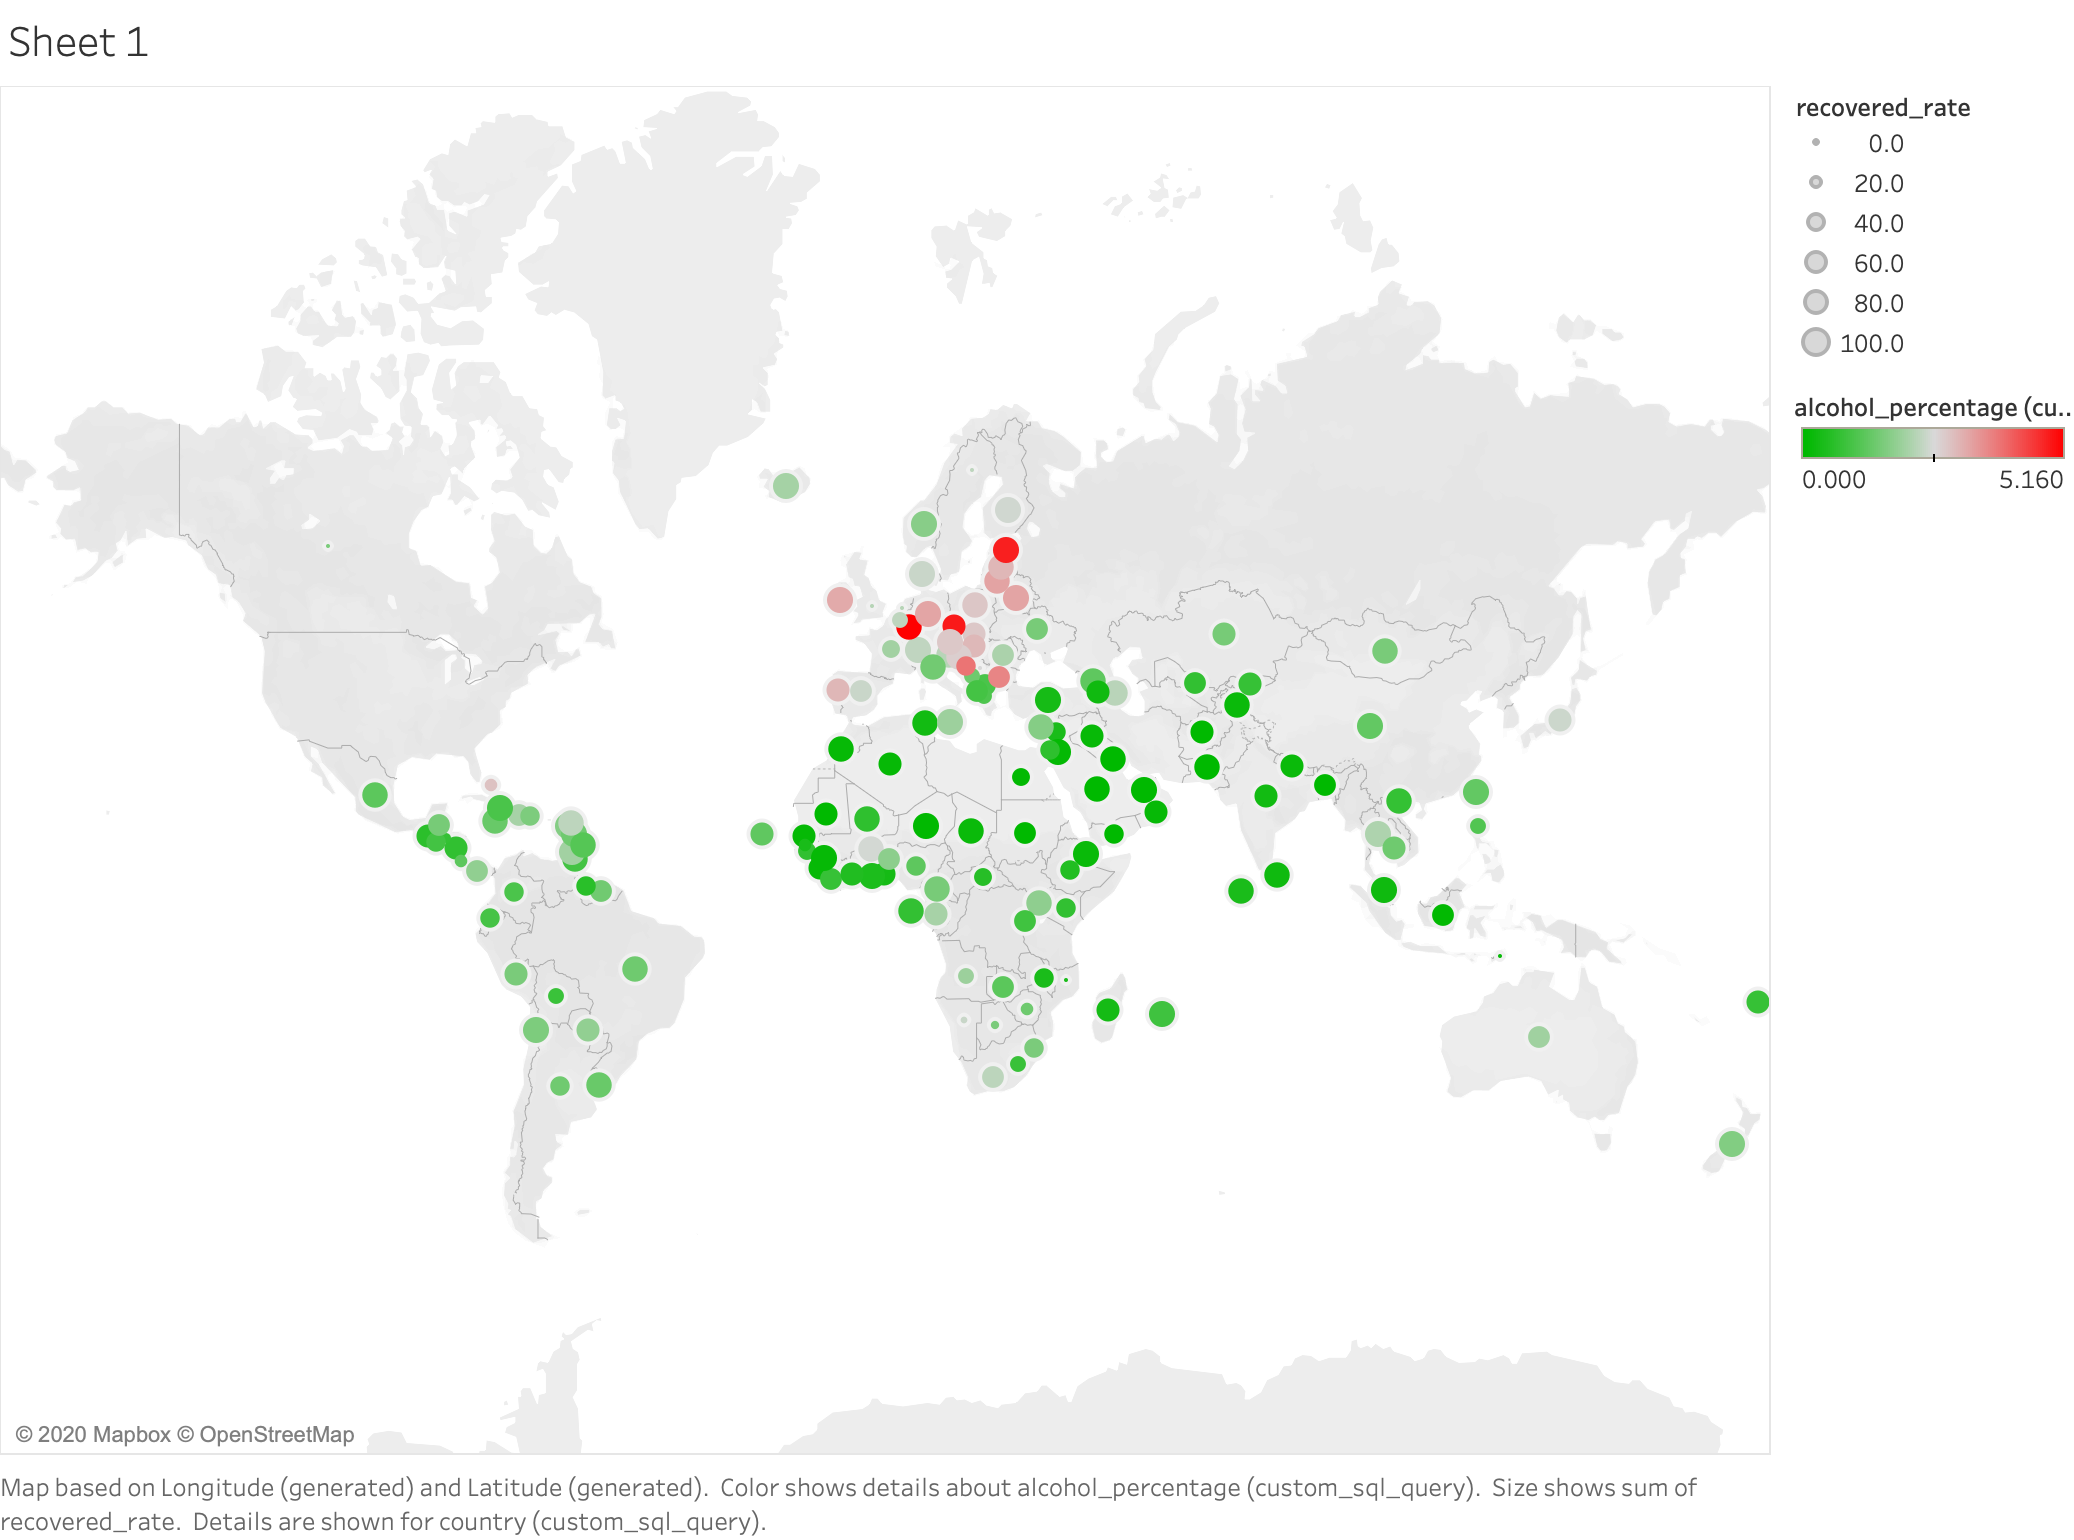 Sheet 1
recovered_rate
0.0
20.0
40.0
60.0
80.0
100.0
alcohol_percentage (cu..
0.000 5.160
© 2020 Mapbox © OpenStreetMap
Map based on Longitude (generated) and Latitude (generated). Color shows details about alcohol_percentage (custom_sql_query). Size shows sum of
recovered_rate. Details are shown for country (custom_sql_query).